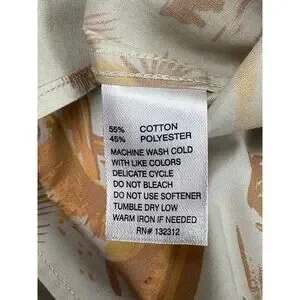 55% COTTON
45% POLYESTER
MACHINE WASH COLD
WITH LIKE COLORS
DELICATE CYCLE
DO NOT BLEACH
DO NOT USE SOFTENER
TUMBLE DRY LOW
WARM IRON IF NEEDED
RN# 132312